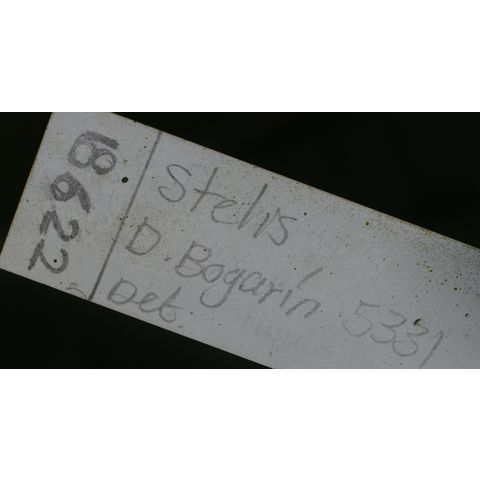 18622
Stelis
D. Bogarín 5331
Det.